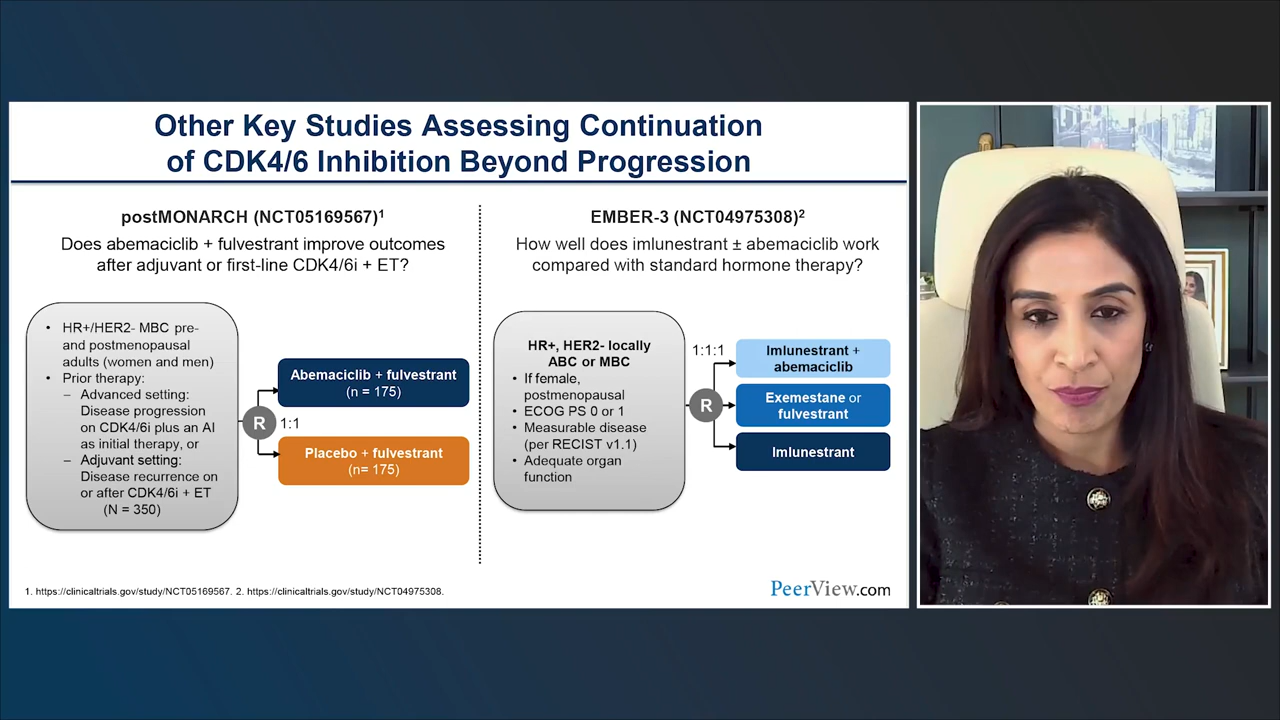 Other Key Studies Assessing Continuation
of CDK4/6 Inhibition Beyond Progression
postMONARCH (NCT05169567)¹
Does abemaciclib + fulvestrant improve outcomes
after adjuvant or first-line CDK4/6i + ET?
• HR+/HER2- MBC pre-
and postmenopausal
adults (women and men)
• Prior therapy:
– Advanced setting:
Disease progression
on CDK4/6i plus an AI
as initial therapy, or
– Adjuvant setting:
Disease recurrence on
or after CDK4/6i + ET
(N = 350)
R
1:1
Abemaciclib + fulvestrant
(n = 175)
Placebo + fulvestrant
(n= 175)
EMBER-3 (NCT04975308)²
How well does imlunestrant ± abemaciclib work
compared with standard hormone therapy?
HR+, HER2- locally
ABC or MBC
• If female,
postmenopausal
• ECOG PS 0 or 1
• Measurable disease
(per RECIST v1.1)
• Adequate organ
function
R
1:1:1
Imlunestrant +
abemaciclib
Exemestane or
fulvestrant
Imlunestrant
1. https://clinicaltrials.gov/study/NCT05169567. 2. https://clinicaltrials.gov/study/NCT04975308.
PeerView.com